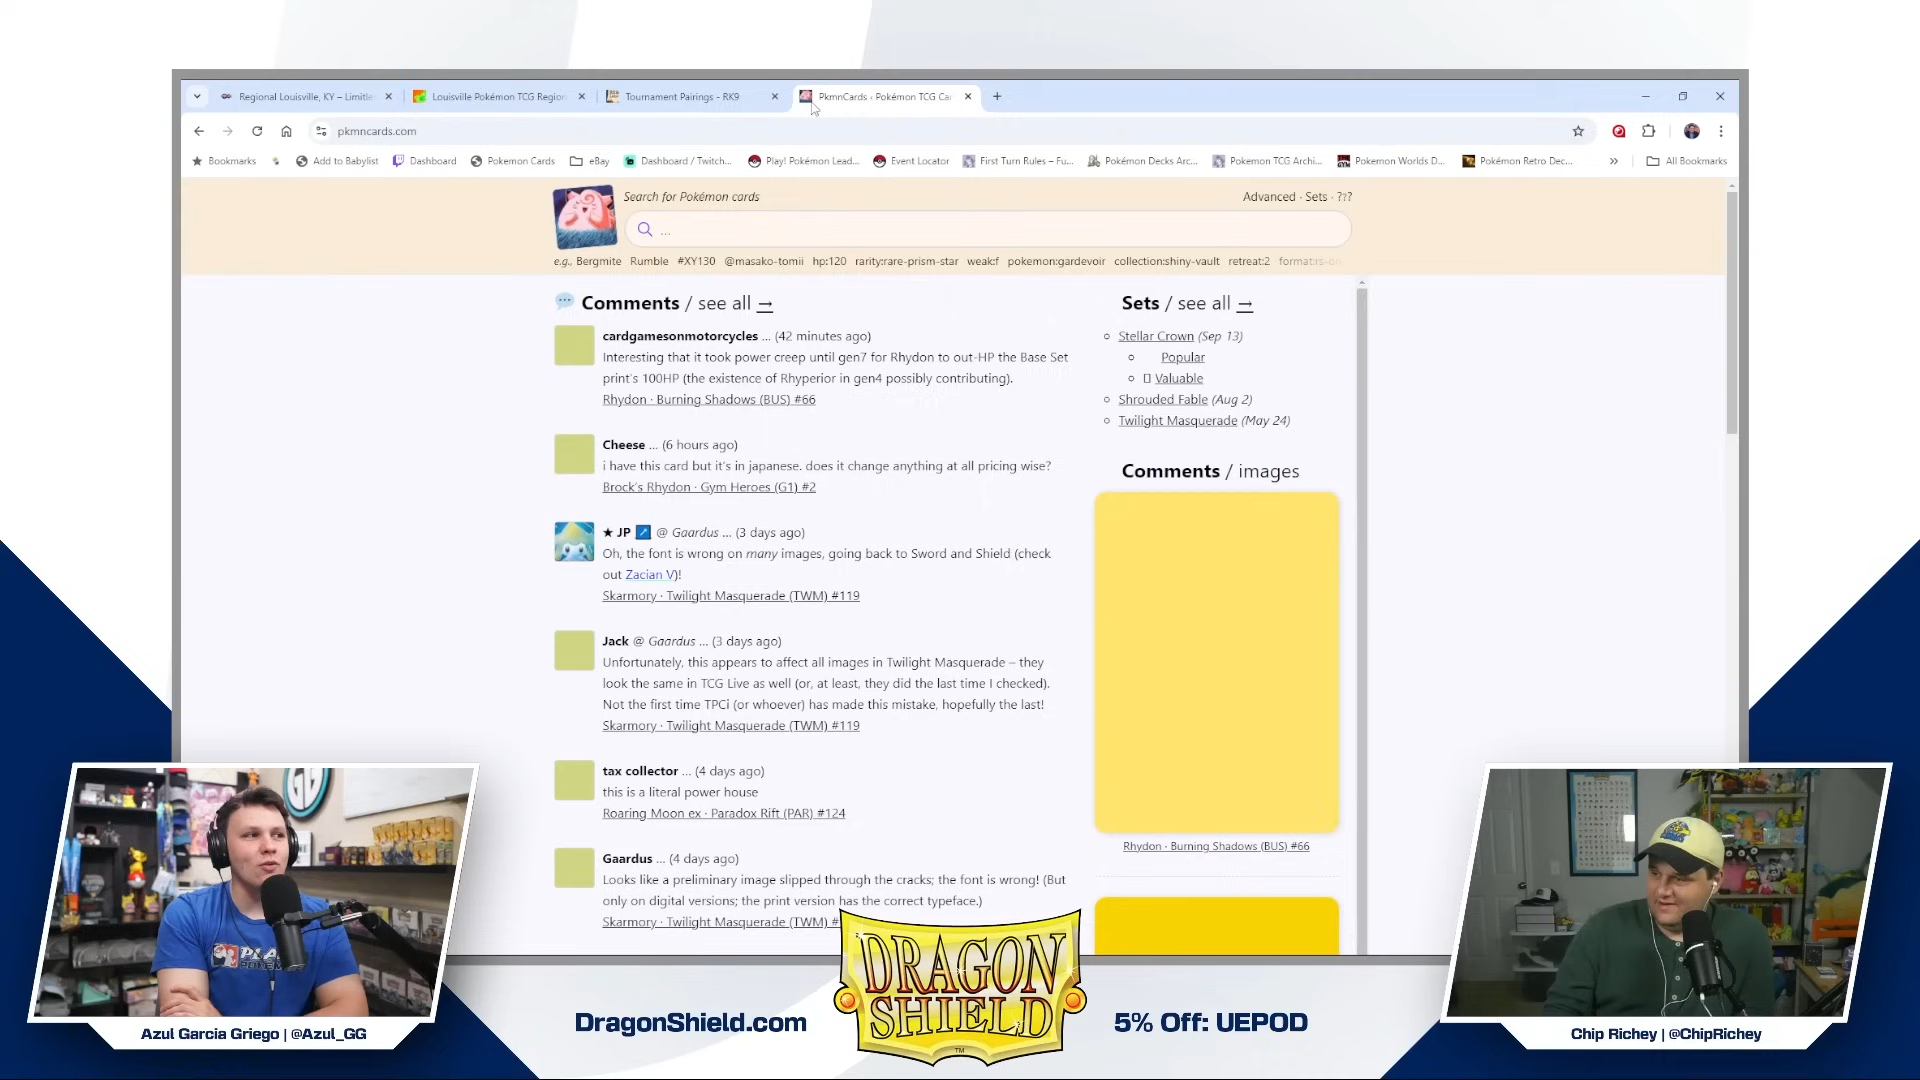 Regional Louisville, KY – Limitle
Louisville Pokémon TCG Region
Tournament Pairings - RK9
PkmnCards ‹ Pokémon TCG Ca
pkmncards.com
Bookmarks
Add to Babylist
Dashboard
Pokemon Cards
eBay
Dashboard / Twitch...
Play! Pokémon Lead...
Event Locator
First Turn Rules – Fu...
Pokémon Decks Arc...
Pokemon TCG Archi...
Pokemon Worlds D...
Pokémon Retro Dec...
»
All Bookmarks
Search for Pokémon cards
Advanced · Sets · ???
...
e.g., Bergmite Rumble #XY130 @masako-tomii hp:120 rarity:rare-prism-star weak:f pokemon:gardevoir collection:shiny-vault retreat:2 format:rs-on
Comments / see all →
cardgamesonmotorcycles ... (42 minutes ago)
Interesting that it took power creep until gen7 for Rhydon to out-HP the Base Set
print's 100HP (the existence of Rhyperior in gen4 possibly contributing).
Rhydon · Burning Shadows (BUS) #66
Cheese ... (6 hours ago)
i have this card but it's in japanese. does it change anything at all pricing wise?
Brock's Rhydon · Gym Heroes (G1) #2
★ JP @ Gaardus ... (3 days ago)
Oh, the font is wrong on many images, going back to Sword and Shield (check
out Zacian V)!
Skarmory · Twilight Masquerade (TWM) #119
Jack @ Gaardus ... (3 days ago)
Unfortunately, this appears to affect all images in Twilight Masquerade – they
look the same in TCG Live as well (or, at least, they did the last time I checked).
Not the first time TPCi (or whoever) has made this mistake, hopefully the last!
Skarmory · Twilight Masquerade (TWM) #119
tax collector ... (4 days ago)
this is a literal power house
Roaring Moon ex · Paradox Rift (PAR) #124
Gaardus ... (4 days ago)
Looks like a preliminary image slipped through the cracks; the font is wrong! (But
only on digital versions; the print version has the correct typeface.)
Skarmory · Twilight Masquerade (TWM) #
Sets / see all →
Stellar Crown (Sep 13)
Popular
Valuable
Shrouded Fable (Aug 2)
Twilight Masquerade (May 24)
Comments / images
Rhydon · Burning Shadows (BUS) #66
Azul Garcia Griego | @Azul_GG
DragonShield.com
DRAGON
SHIELD
TM
5% Off: UEPOD
Chip Richey | @ChipRichey